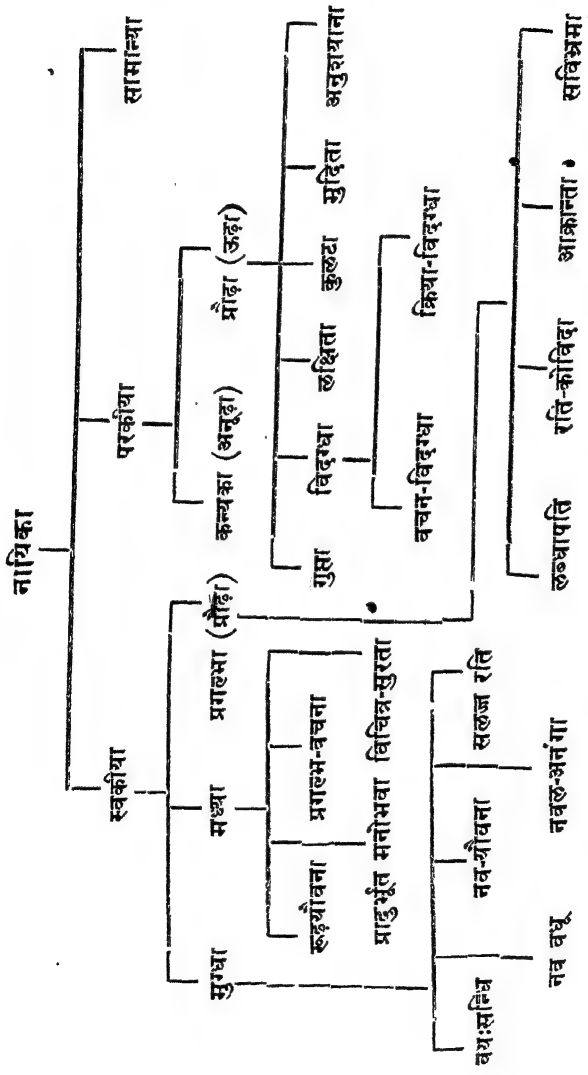 नायिका
स्वकीया परकीया सामान्या
मुग्धा मध्या प्रगल्भा (प्रौढ़ा) कन्यका (अनूढ़ा) प्रौढ़ा (ऊढ़ा)
रूढ़यौवना प्रगल्भ-वचना गुप्ता विदग्धा लक्षिता कुलटा मुदिता अनुशयाना
प्रादुर्भूत मनोभवा विचित्र-सुरता वचन-विदग्धा क्रिया-विदग्धा
वय:सन्धि नव-यौवना सलज्ज रति
नव वधू नवल-अनंगा लब्धापति रति-कोविदा आक्रान्ता सविभ्रमा